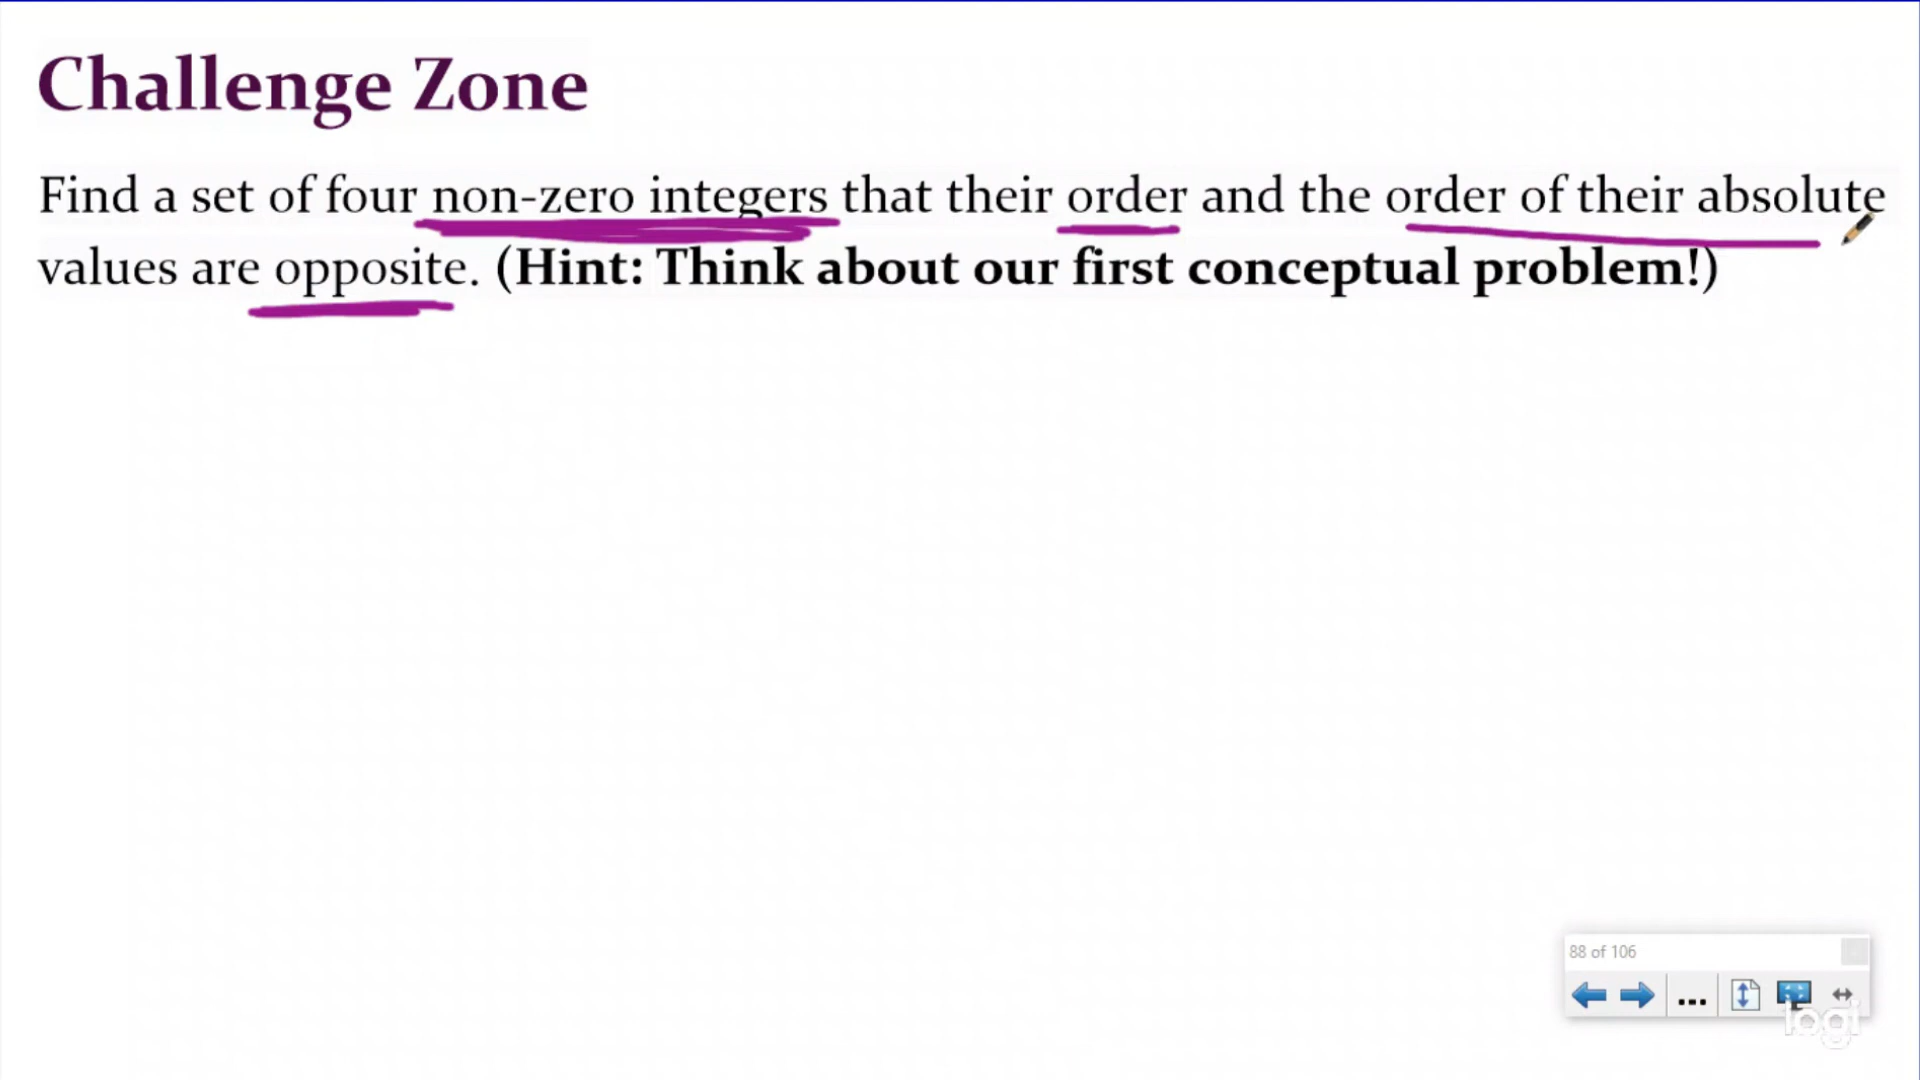 Challenge Zone
Find a set of four non-zero integers that their order and the order of their absolute
values are opposite. (Hint: Think about our first conceptual problem!)
88 of 106
...
logi